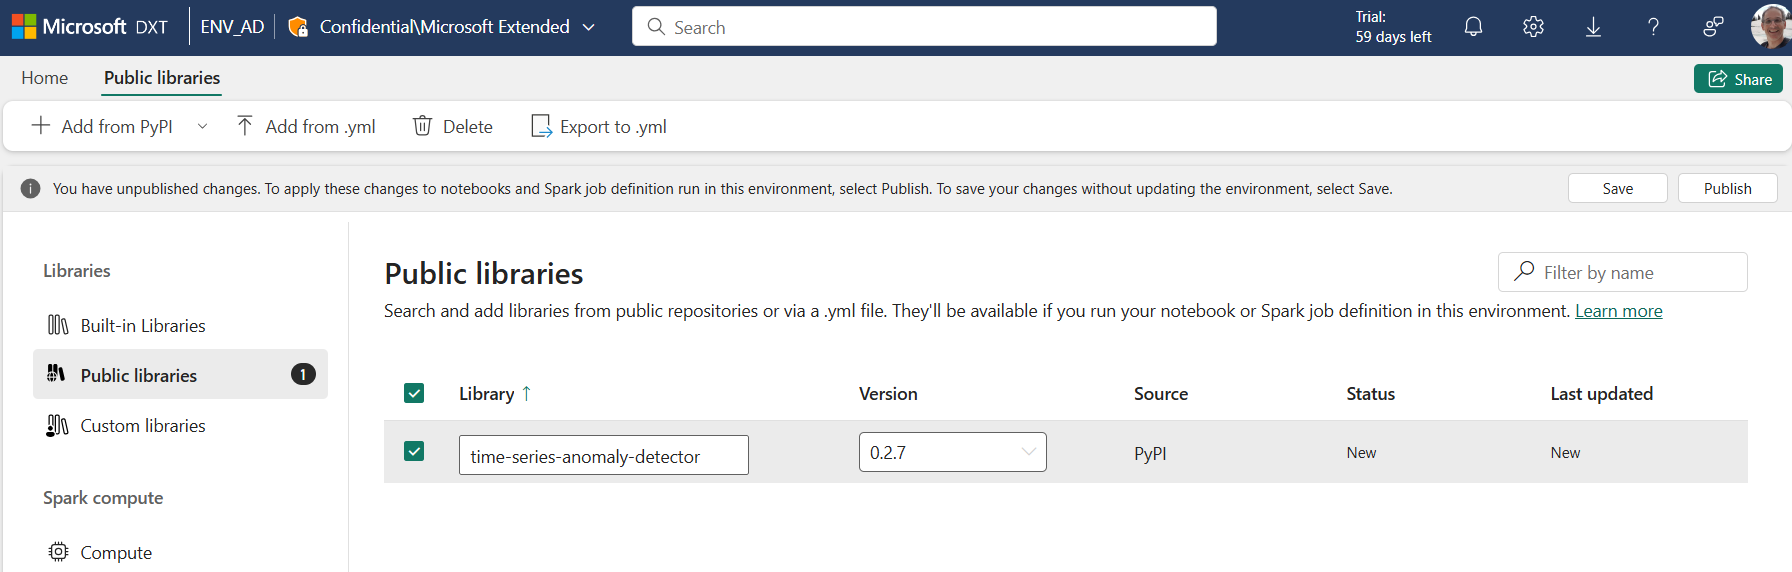 Microsoft DXT ENV_AD Confidential\Microsoft Extended Search Trial: 59 days left
Home Public libraries Share
Add from PyPI Add from .yml Delete Export to .yml
You have unpublished changes. To apply these changes to notebooks and Spark job definition run in this environment, select Publish. To save your changes without updating the environment, select Save. Save Publish
Libraries
Built-in Libraries
Public libraries 1
Custom libraries
Spark compute
Compute
Public libraries Filter by name
Search and add libraries from public repositories or via a .yml file. They'll be available if you run your notebook or Spark job definition in this environment. Learn more
Library ↑ Version Source Status Last updated
time-series-anomaly-detector 0.2.7 PyPI New New